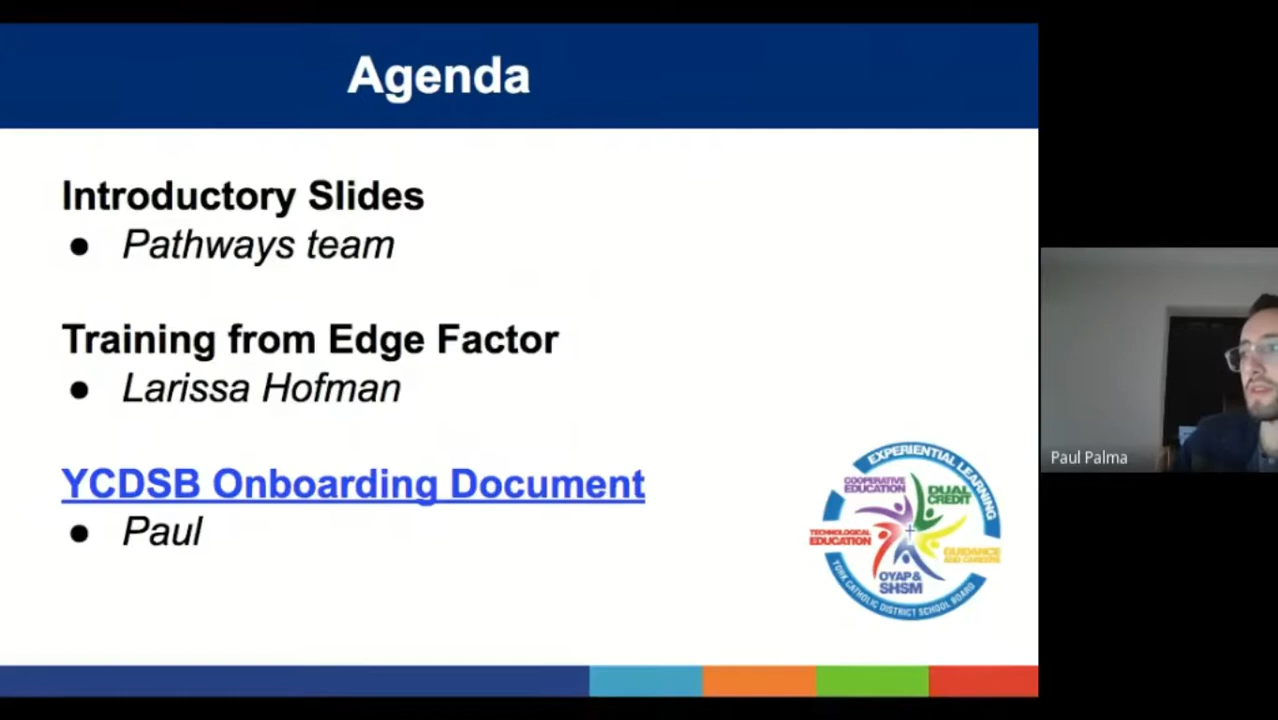 Agenda
Introductory Slides
● Pathways team
Training from Edge Factor
● Larissa Hofman
YCDSB Onboarding Document
● Paul
EXPERIENTIAL LEARNING
COOPERATIVE
EDUCATION
DUAL
CREDIT
TECHNOLOGICAL
EDUCATION
GUIDANCE
AND CAREERS
OYAP &
SHSM
YORK CATHOLIC DISTRICT SCHOOL BOARD
Paul Palma